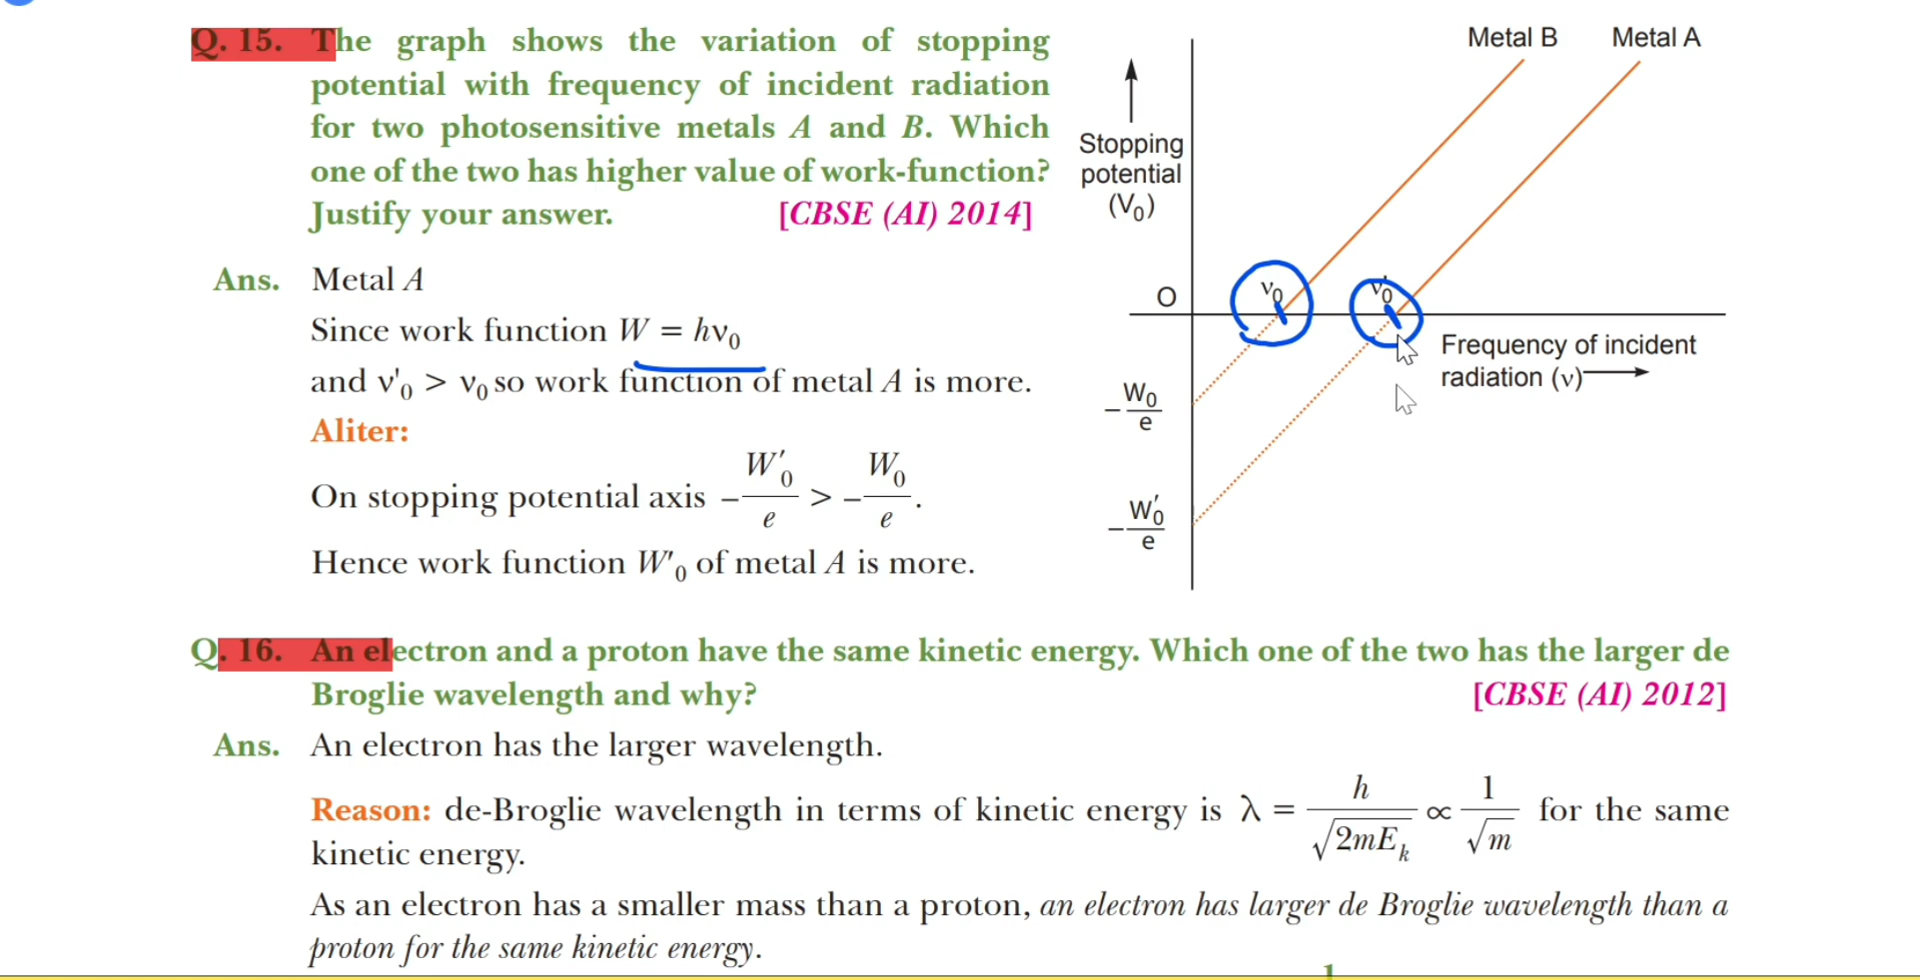 Q. 15. The graph shows the variation of stopping
potential with frequency of incident radiation
for two photosensitive metals A and B. Which
one of the two has higher value of work-function?
Justify your answer. [CBSE (AI) 2014]
Ans. Metal A
Since work function W = hν₀
and ν'₀ > ν₀ so work function of metal A is more.
Aliter:
On stopping potential axis −W′₀/e > −W₀/e.
Hence work function W′₀ of metal A is more.
Metal B Metal A
Stopping
potential
(V₀)
O ν₀ ν'₀
Frequency of incident
radiation (ν)
−W₀/e
−W′₀/e
Q. 16. An electron and a proton have the same kinetic energy. Which one of the two has the larger de
Broglie wavelength and why? [CBSE (AI) 2012]
Ans. An electron has the larger wavelength.
Reason: de-Broglie wavelength in terms of kinetic energy is λ = h/√2mEₖ ∝ 1/√m for the same
kinetic energy.
As an electron has a smaller mass than a proton, an electron has larger de Broglie wavelength than a
proton for the same kinetic energy.